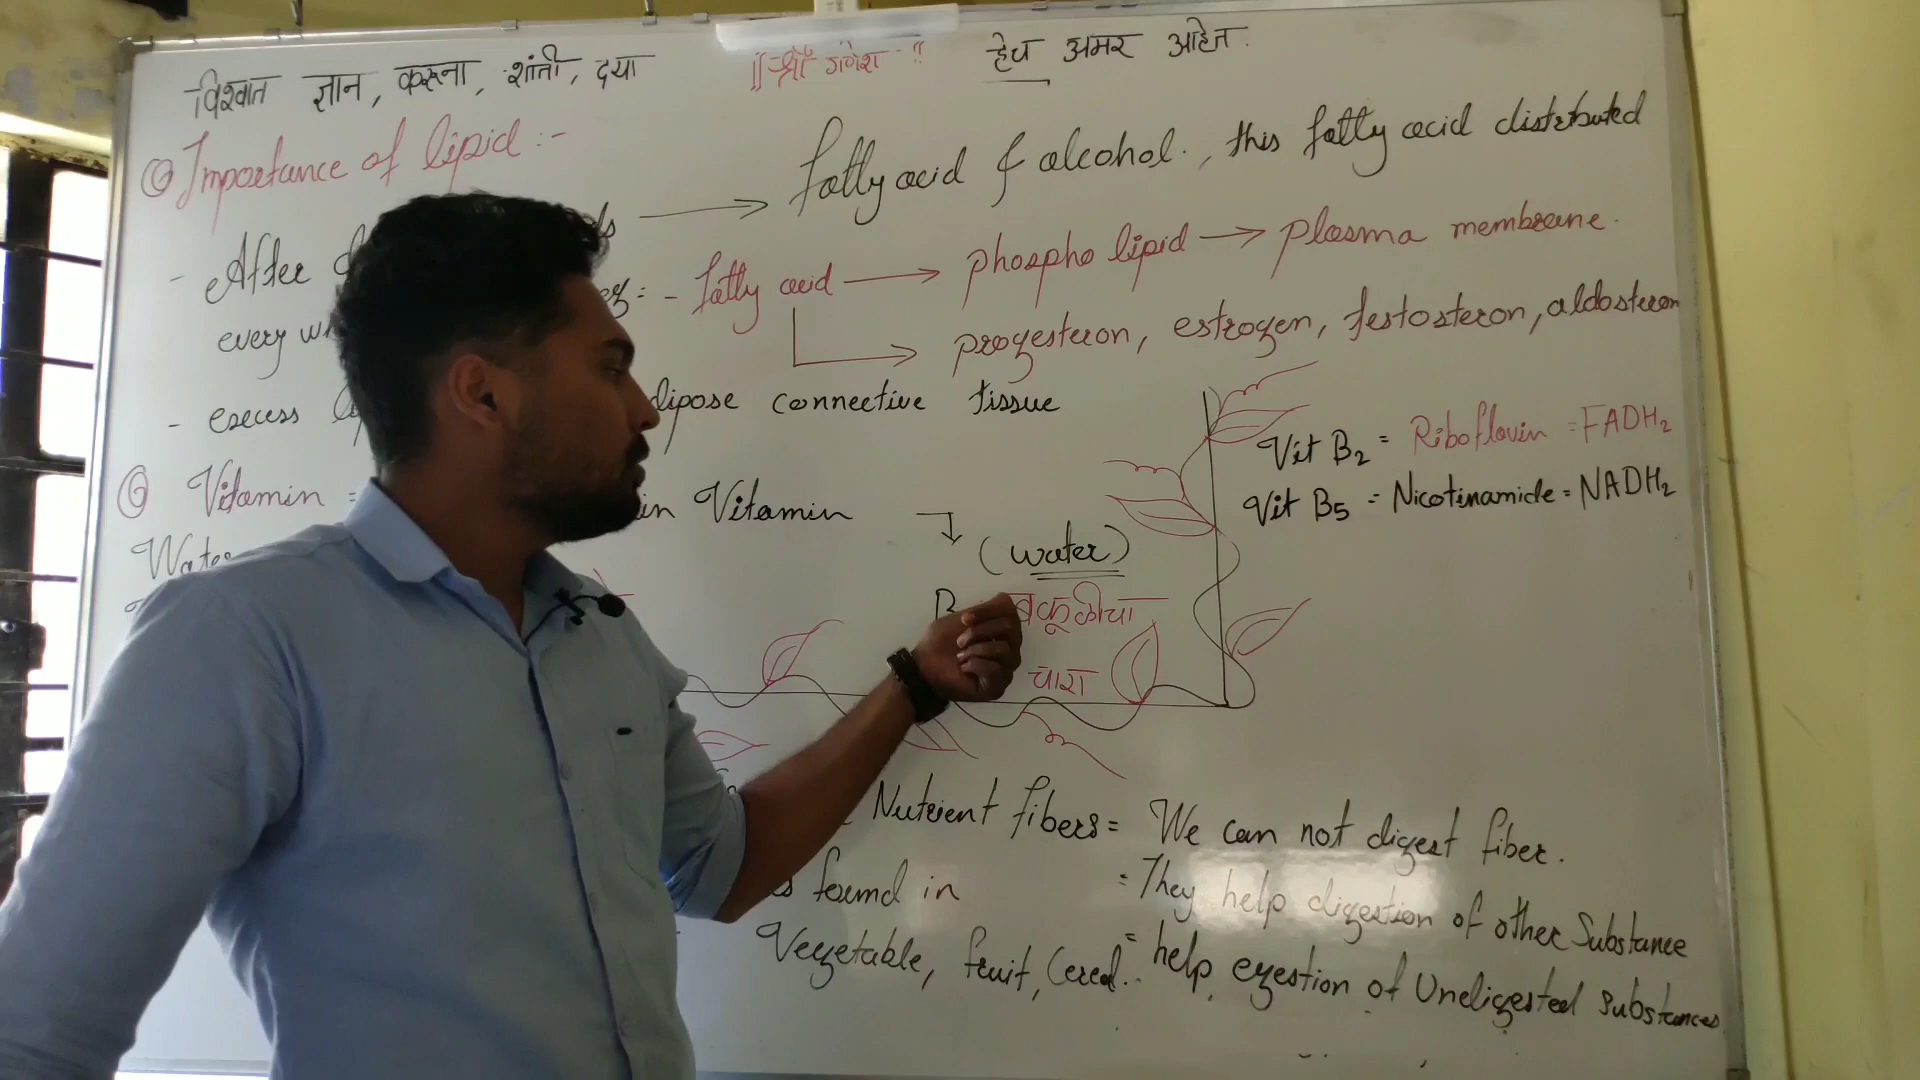 विश्वात ज्ञान, करूना, शांती, दया ॥ श्री गणेश ॥ हेच अमर आहेत.
Importance of lipid :-
fatty acid & alcohol., this fatty acid distributed
- After
every
- fatty acid → phospho lipid → plasma membrane.
progesteron, estrogen, testosteron, aldosteron
- excess connective tissue
Vitamin = in Vitamin
Water
(water)
B
बकूळीचा
चारा
Vit B2 = Riboflavin = FADH2
Vit B5 = Nicotinamide = NADH2
Nutrient fibers = We can not digest fiber.
found in = They help digestion of other Substance
Vegetable, fruit, Cereal.. = help egestion of Undigested substances